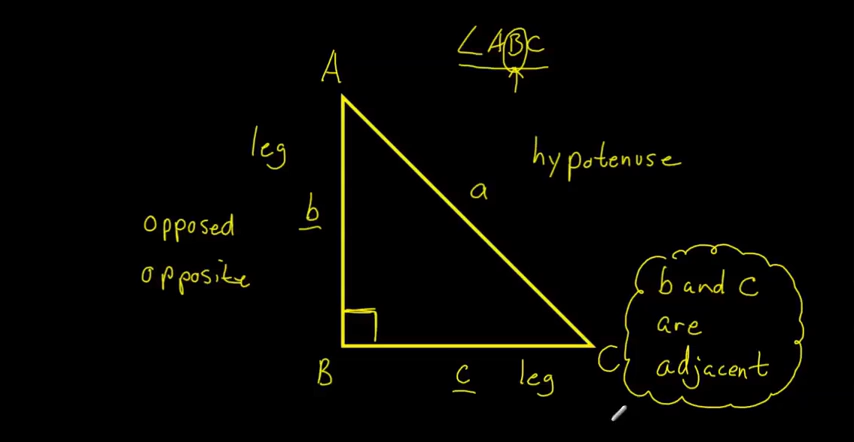 ∠ABC
A
leg
hypotenuse
a
b
opposed
opposite
b and c
are
adjacent
B
c
leg
C